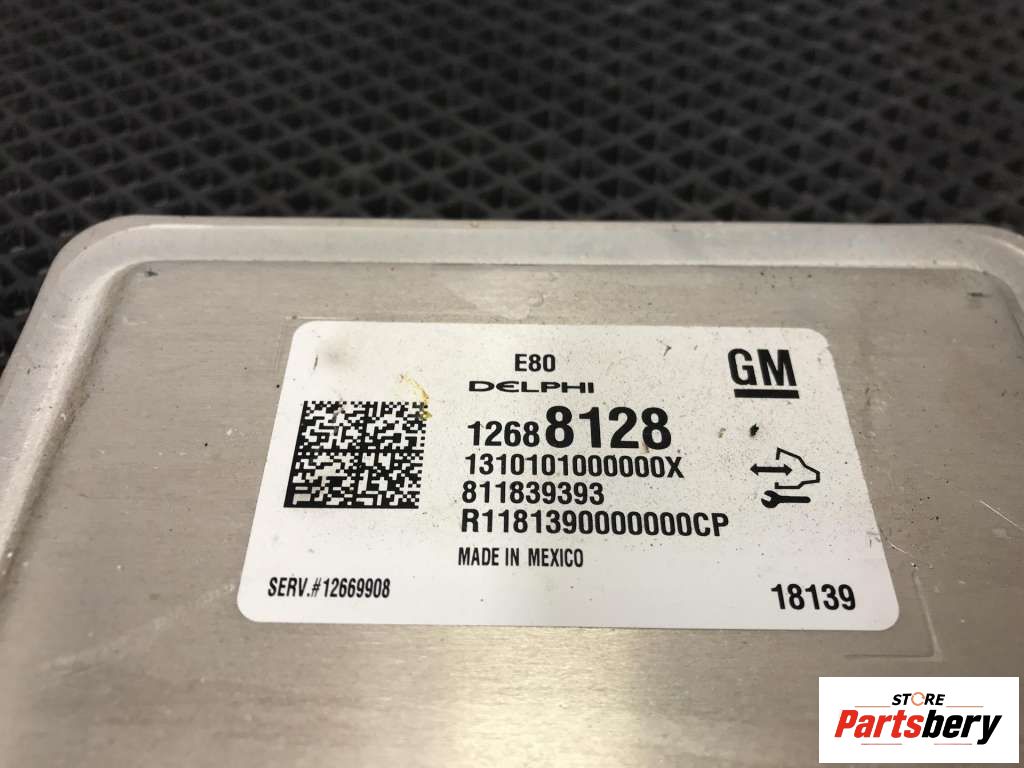 E80
DELPHI
GM
12688128
1310101000000X
811839393
R1181390000000CP
MADE IN MEXICO
SERV.#12669908
18139
STORE
Partsbery